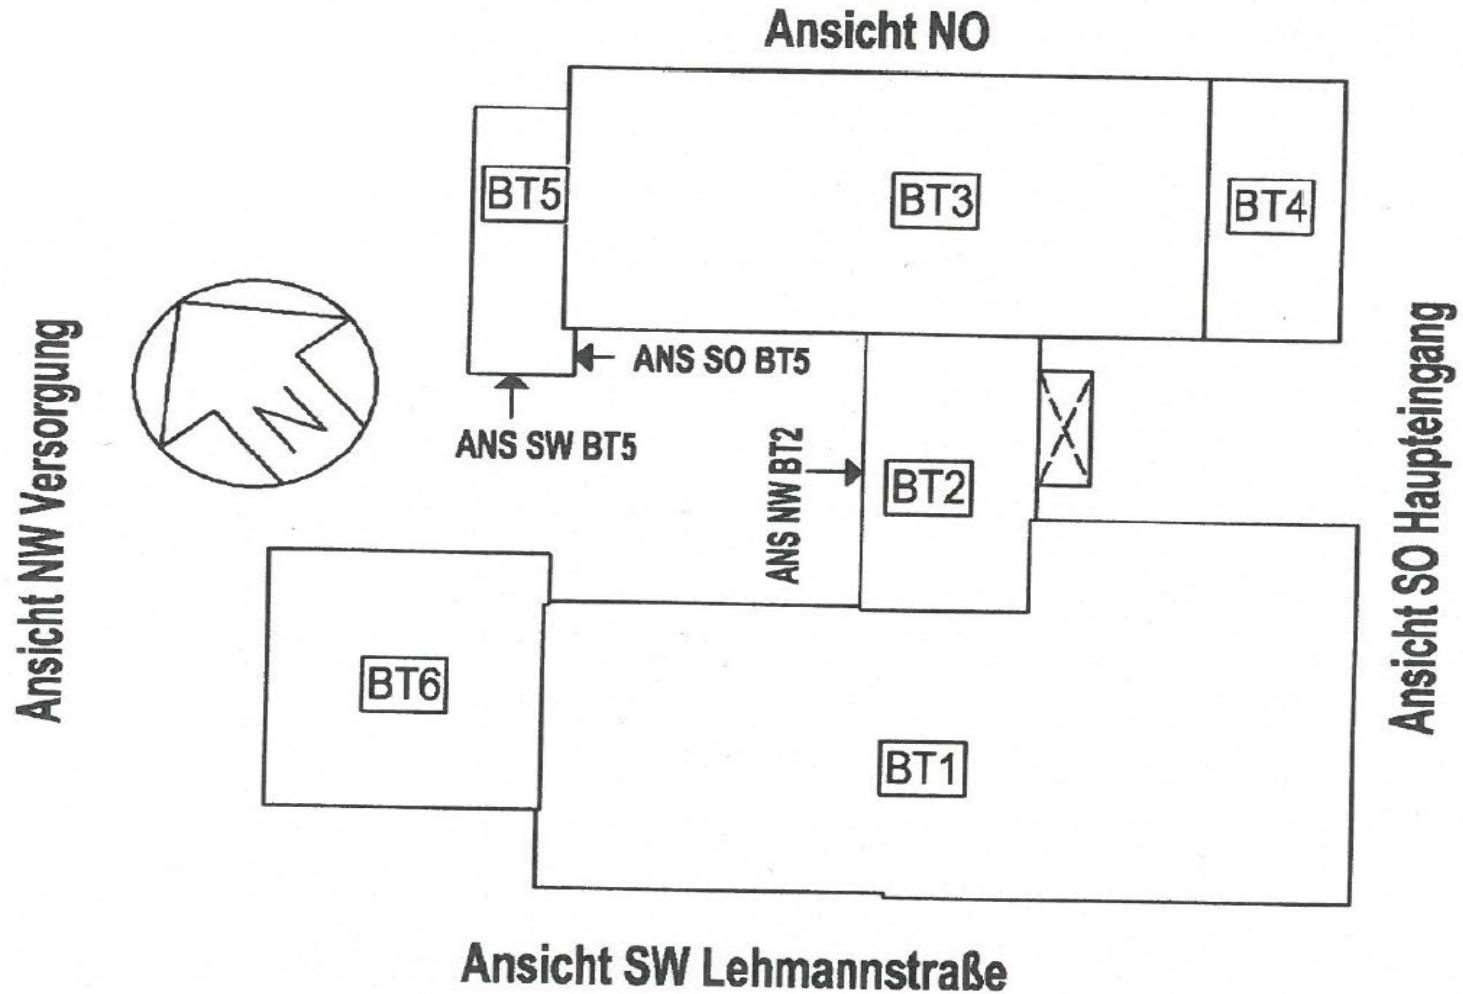 Ansicht NO
BT5
BT3
BT4
ANS SO BT5
ANS SW BT5
ANS NW BT2
BT2
N
Ansicht NW Versorgung
Ansicht SO Haupteingang
BT6
BT1
Ansicht SW Lehmannstraße